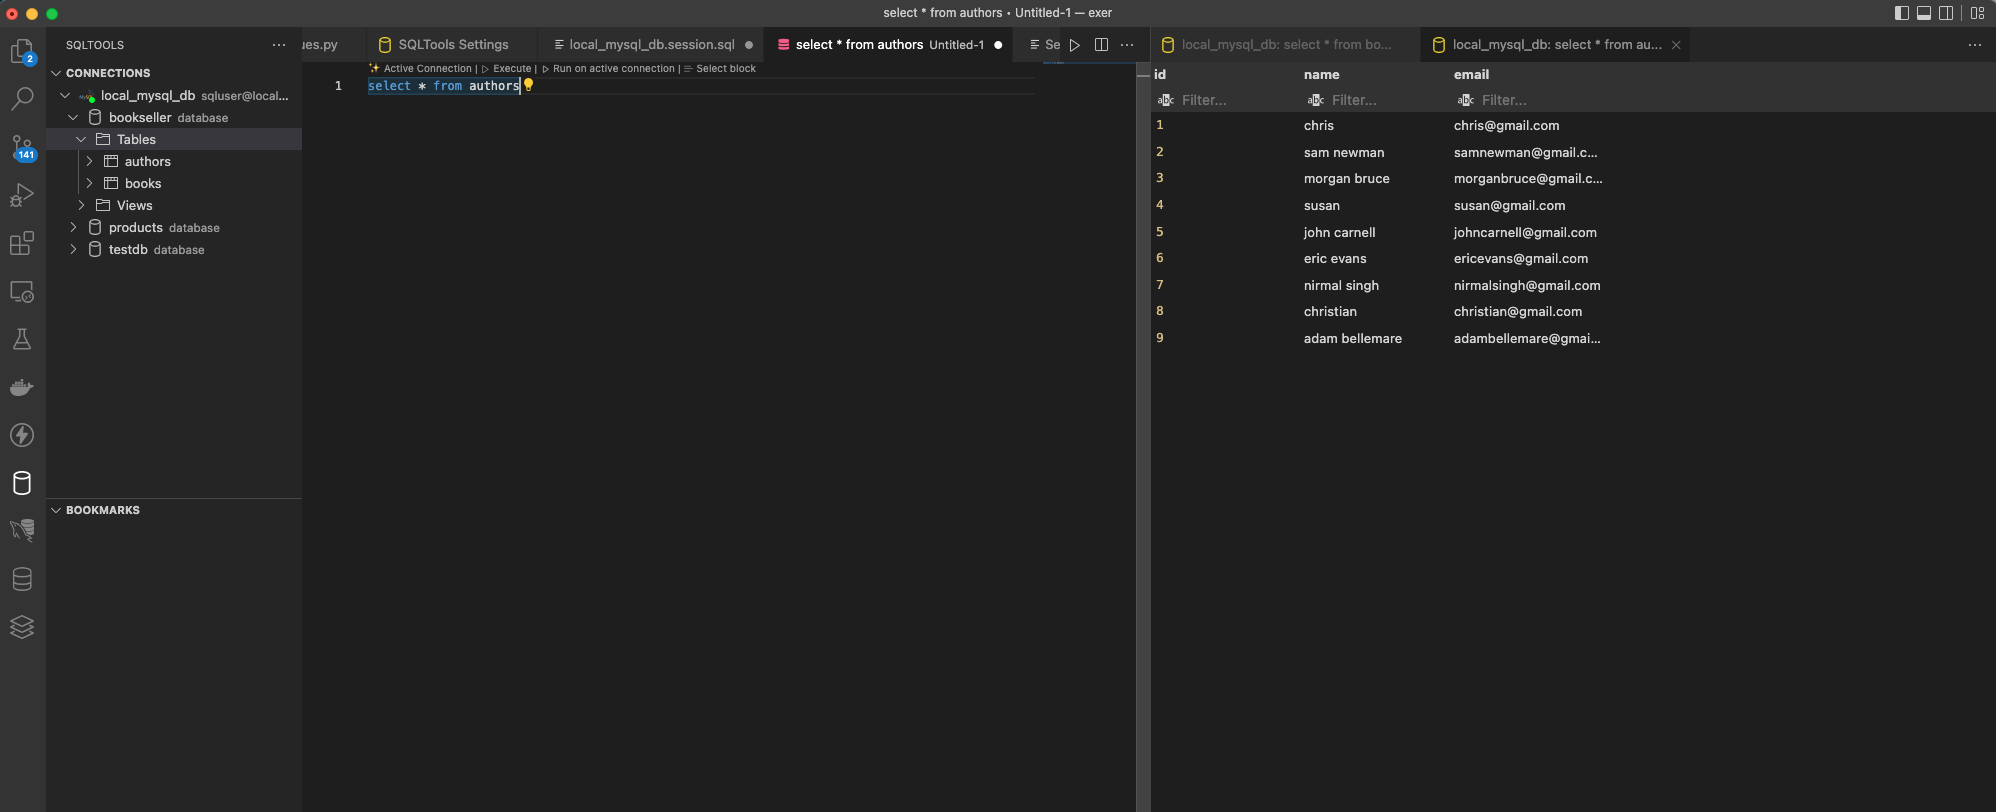 select * from authors • Untitled-1 — exer
SQLTOOLS
ues.py
SQLTools Settings
local_mysql_db.session.sql
select * from authors Untitled-1
Se
local_mysql_db: select * from bo...
local_mysql_db: select * from au...
2
141
CONNECTIONS
MySQL local_mysql_db sqluser@local...
bookseller database
Tables
authors
books
Views
products database
testdb database
BOOKMARKS
Active Connection | Execute | Run on active connection | Select block
1 select * from authors
id name email
abc Filter... abc Filter... abc Filter...
1 chris chris@gmail.com
2 sam newman samnewman@gmail.c...
3 morgan bruce morganbruce@gmail.c...
4 susan susan@gmail.com
5 john carnell johncarnell@gmail.com
6 eric evans ericevans@gmail.com
7 nirmal singh nirmalsingh@gmail.com
8 christian christian@gmail.com
9 adam bellemare adambellemare@gmai...